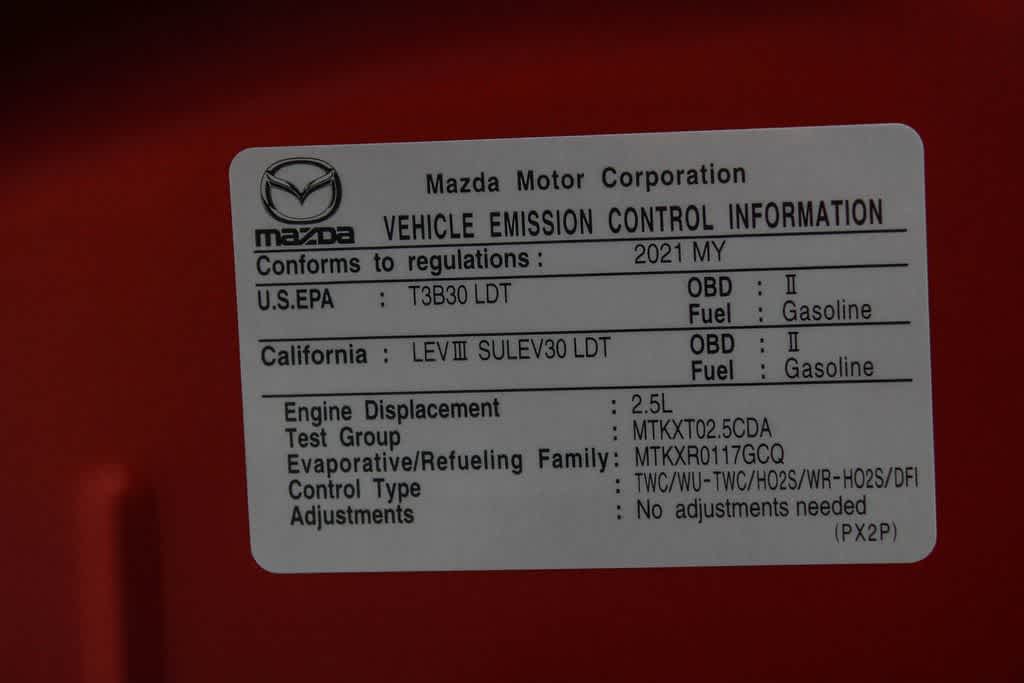 mazda
Mazda Motor Corporation
VEHICLE EMISSION CONTROL INFORMATION
Conforms to regulations : 2021 MY
U.S.EPA : T3B30 LDT OBD : Ⅱ
Fuel : Gasoline
California : LEVⅢ SULEV30 LDT OBD : Ⅱ
Fuel : Gasoline
Engine Displacement : 2.5L
Test Group : MTKXT02.5CDA
Evaporative/Refueling Family : MTKXR0117GCQ
Control Type : TWC/WU-TWC/HO2S/WR-HO2S/DFI
Adjustments : No adjustments needed
(PX2P)